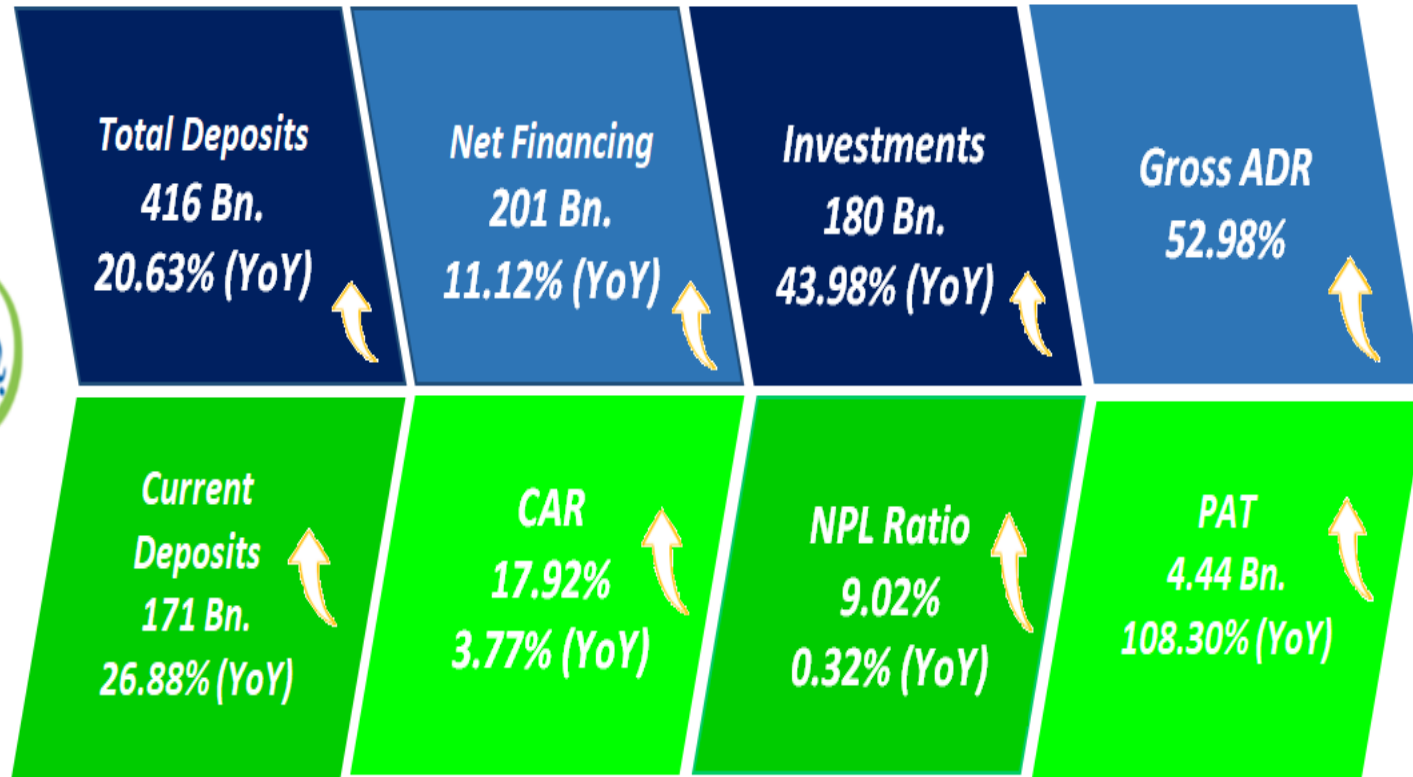 Total Deposits
416 Bn.
20.63% (YoY)
Net Financing
201 Bn.
11.12% (YoY)
Investments
180 Bn.
43.98% (YoY)
Gross ADR
52.98%
Current
Deposits
171 Bn.
26.88% (YoY)
CAR
17.92%
3.77% (YoY)
NPL Ratio
9.02%
0.32% (YoY)
PAT
4.44 Bn.
108.30% (YoY)